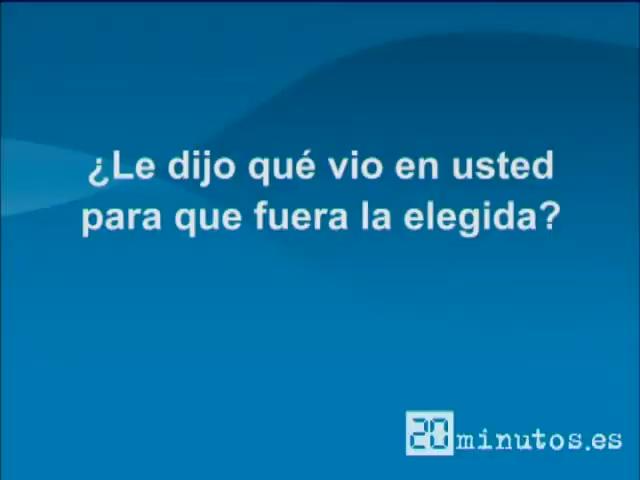 ¿Le dijo qué vio en usted
para que fuera la elegida?
20minutos.es